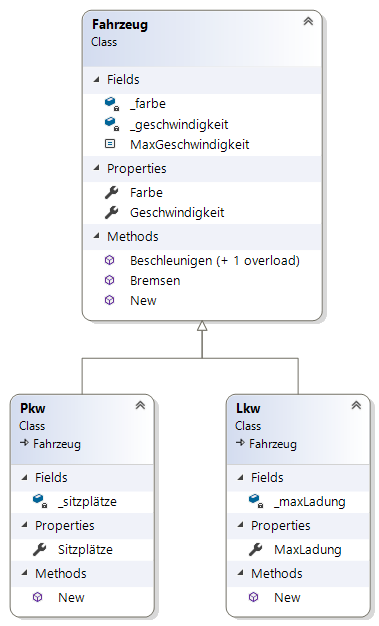 Fahrzeug
Class
Fields
_farbe
_geschwindigkeit
MaxGeschwindigkeit
Properties
Farbe
Geschwindigkeit
Methods
Beschleunigen (+ 1 overload)
Bremsen
New
Pkw
Class
Fahrzeug
Fields
_sitzplätze
Properties
Sitzplätze
Methods
New
Lkw
Class
Fahrzeug
Fields
_maxLadung
Properties
MaxLadung
Methods
New